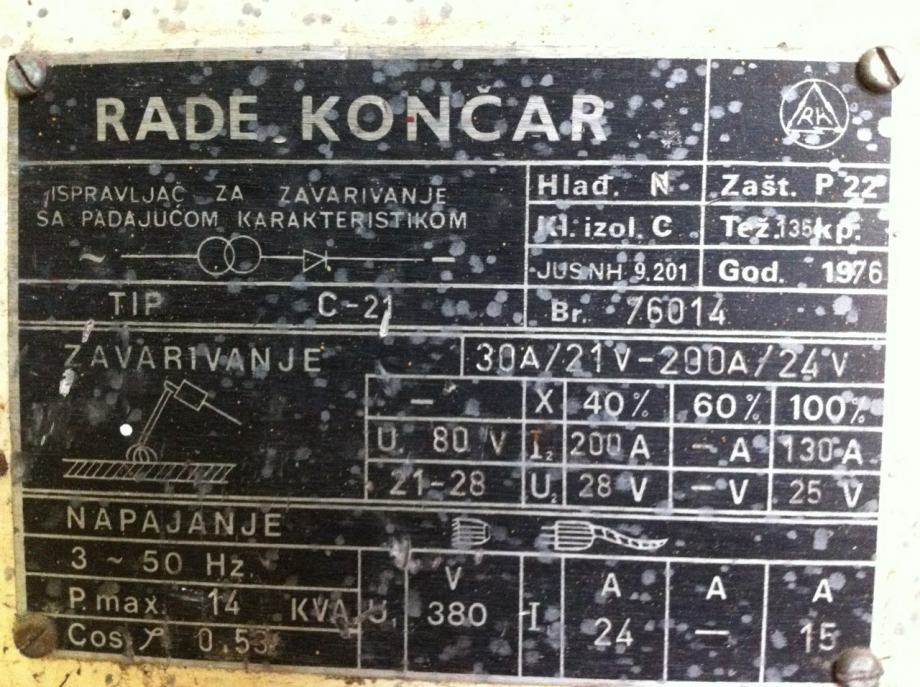 RADE KONČAR
RK
ISPRAVLJAČ ZA ZAVARIVANJE
SA PADAJUĆOM KARAKTERISTIKOM
~ —
Hlađ. N
Zašt. P 22
Kl. izol. C
Tež. 135 kp.
JUS NH 9.201
God. 1976
TIP C-21
Br. 76014
ZAVARIVANJE
30A/21V-200A/24V
— X 40% 60% 100%
U. 80 V I₂ 200 A — A 130 A
21-28 U₂ 28 V — V 25 V
NAPAJANJE
3 ~ 50 Hz
P. max. 14 KVA
Cos φ 0.53
U₁ V 380
I A 24 A — A 15